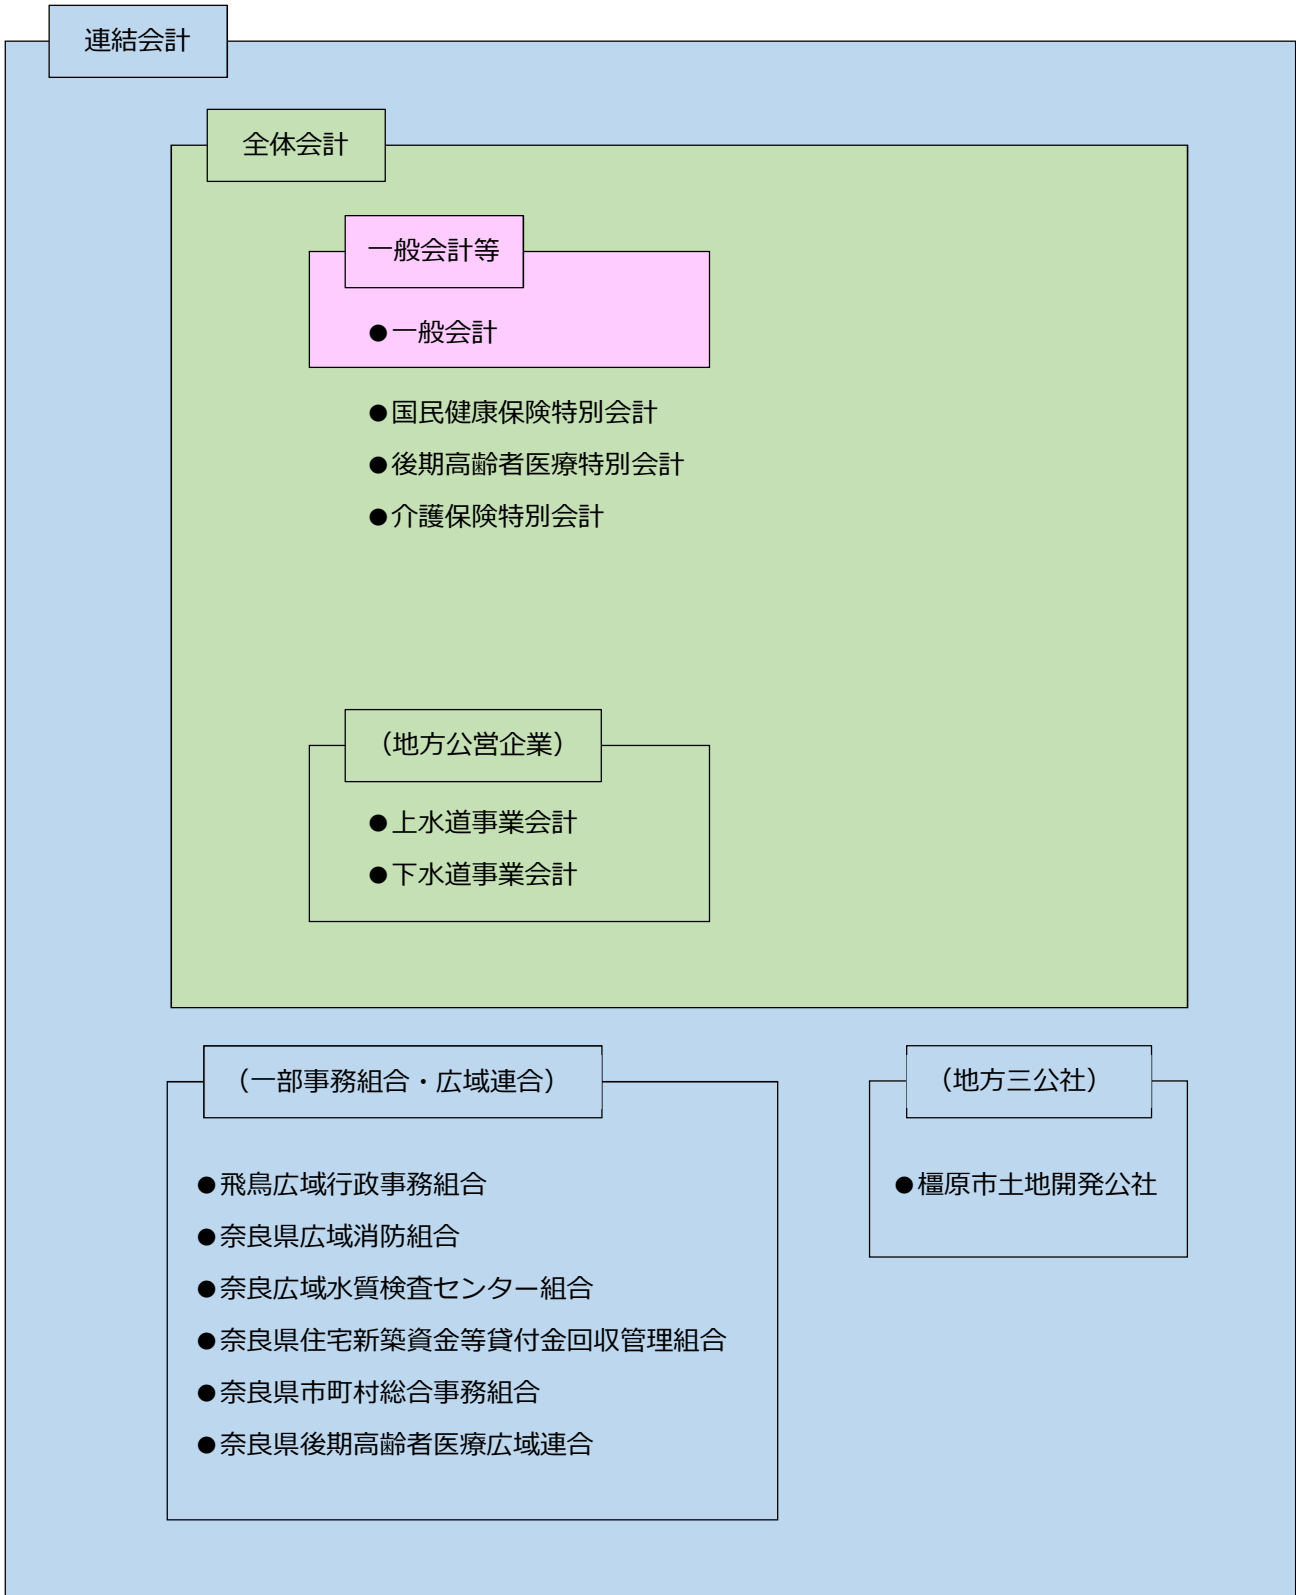 連結会計
全体会計
一般会計等
●一般会計
●国民健康保険特別会計
●後期高齢者医療特別会計
●介護保険特別会計
（地方公営企業）
●上水道事業会計
●下水道事業会計
（一部事務組合・広域連合）
●飛鳥広域行政事務組合
●奈良県広域消防組合
●奈良広域水質検査センター組合
●奈良県住宅新築資金等貸付金回収管理組合
●奈良県市町村総合事務組合
●奈良県後期高齢者医療広域連合
（地方三公社）
●橿原市土地開発公社